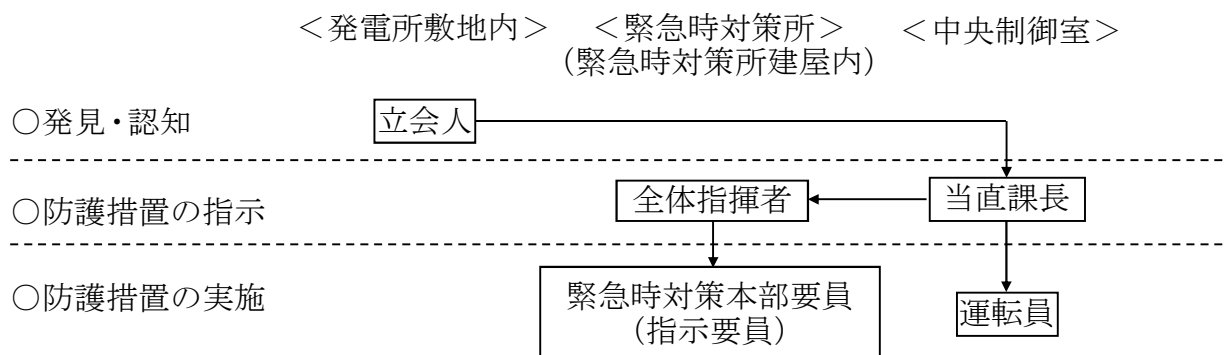 ＜発電所敷地内＞ ＜緊急時対策所＞ ＜中央制御室＞
（緊急時対策所建屋内）
○発見・認知 立会人
○防護措置の指示 全体指揮者 当直課長
○防護措置の実施 緊急時対策本部要員 運転員
（指示要員）